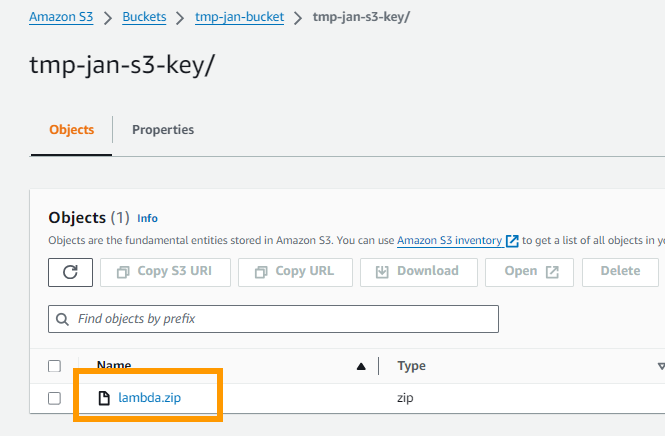 Amazon S3 > Buckets > tmp-jan-bucket > tmp-jan-s3-key/
tmp-jan-s3-key/
Objects Properties
Objects (1) Info
Objects are the fundamental entities stored in Amazon S3. You can use Amazon S3 inventory to get a list of all objects in
Copy S3 URI Copy URL Download Open Delete
Find objects by prefix
Name Type
lambda.zip zip